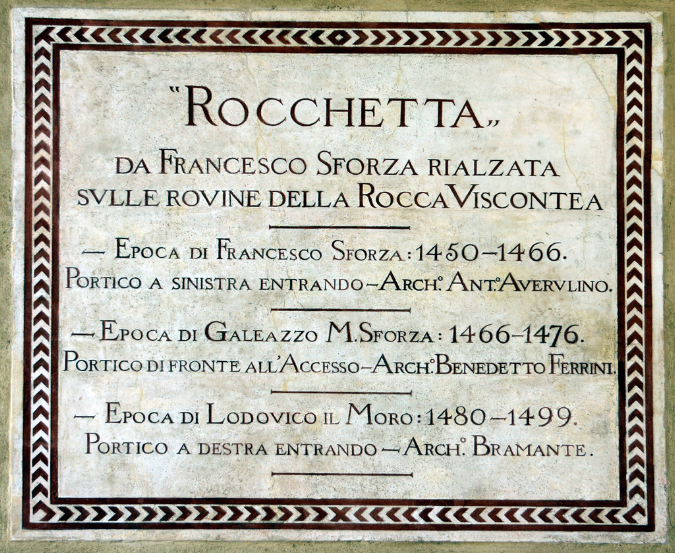 "ROCCHETTA„
DA FRANCESCO SFORZA RIALZATA
SVLLE ROVINE DELLA ROCCA VISCONTEA
— EPOCA DI FRANCESCO SFORZA: 1450—1466.
PORTICO A SINISTRA ENTRANDO—ARCH.º ANT.º AVERVLINO.
—EPOCA DI GALEAZZO M. SFORZA: 1466—1476.
PORTICO DI FRONTE ALL'ACCESSO—ARCH.º BENEDETTO FERRINI.
— EPOCA DI LODOVICO IL MORO: 1480—1499.
PORTICO A DESTRA ENTRANDO —ARCH.º BRAMANTE.